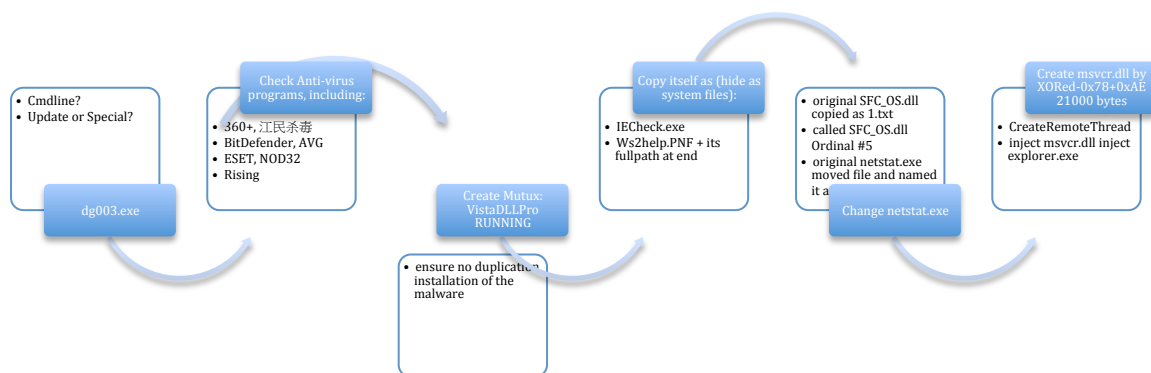 • Cmdline?
• Update or Special?
dg003.exe
Check Anti-virus
programs, including:
• 360+, 江民杀毒
• BitDefender, AVG
• ESET, NOD32
• Rising
Create Mutux:
VistaDLLPro
RUNNING
• ensure no duplication
installation of the
malware
Copy itself as (hide as
system files):
• IECheck.exe
• Ws2help.PNF + its
fullpath at end
• original SFC_OS.dll
copied as 1.txt
• called SFC_OS.dll
Ordinal #5
• original netstat.exe
moved file and named
it a
Change netstat.exe
Create msvcr.dll by
XORed-0x78+0xAE
21000 bytes
• CreateRemoteThread
• inject msvcr.dll inject
explorer.exe